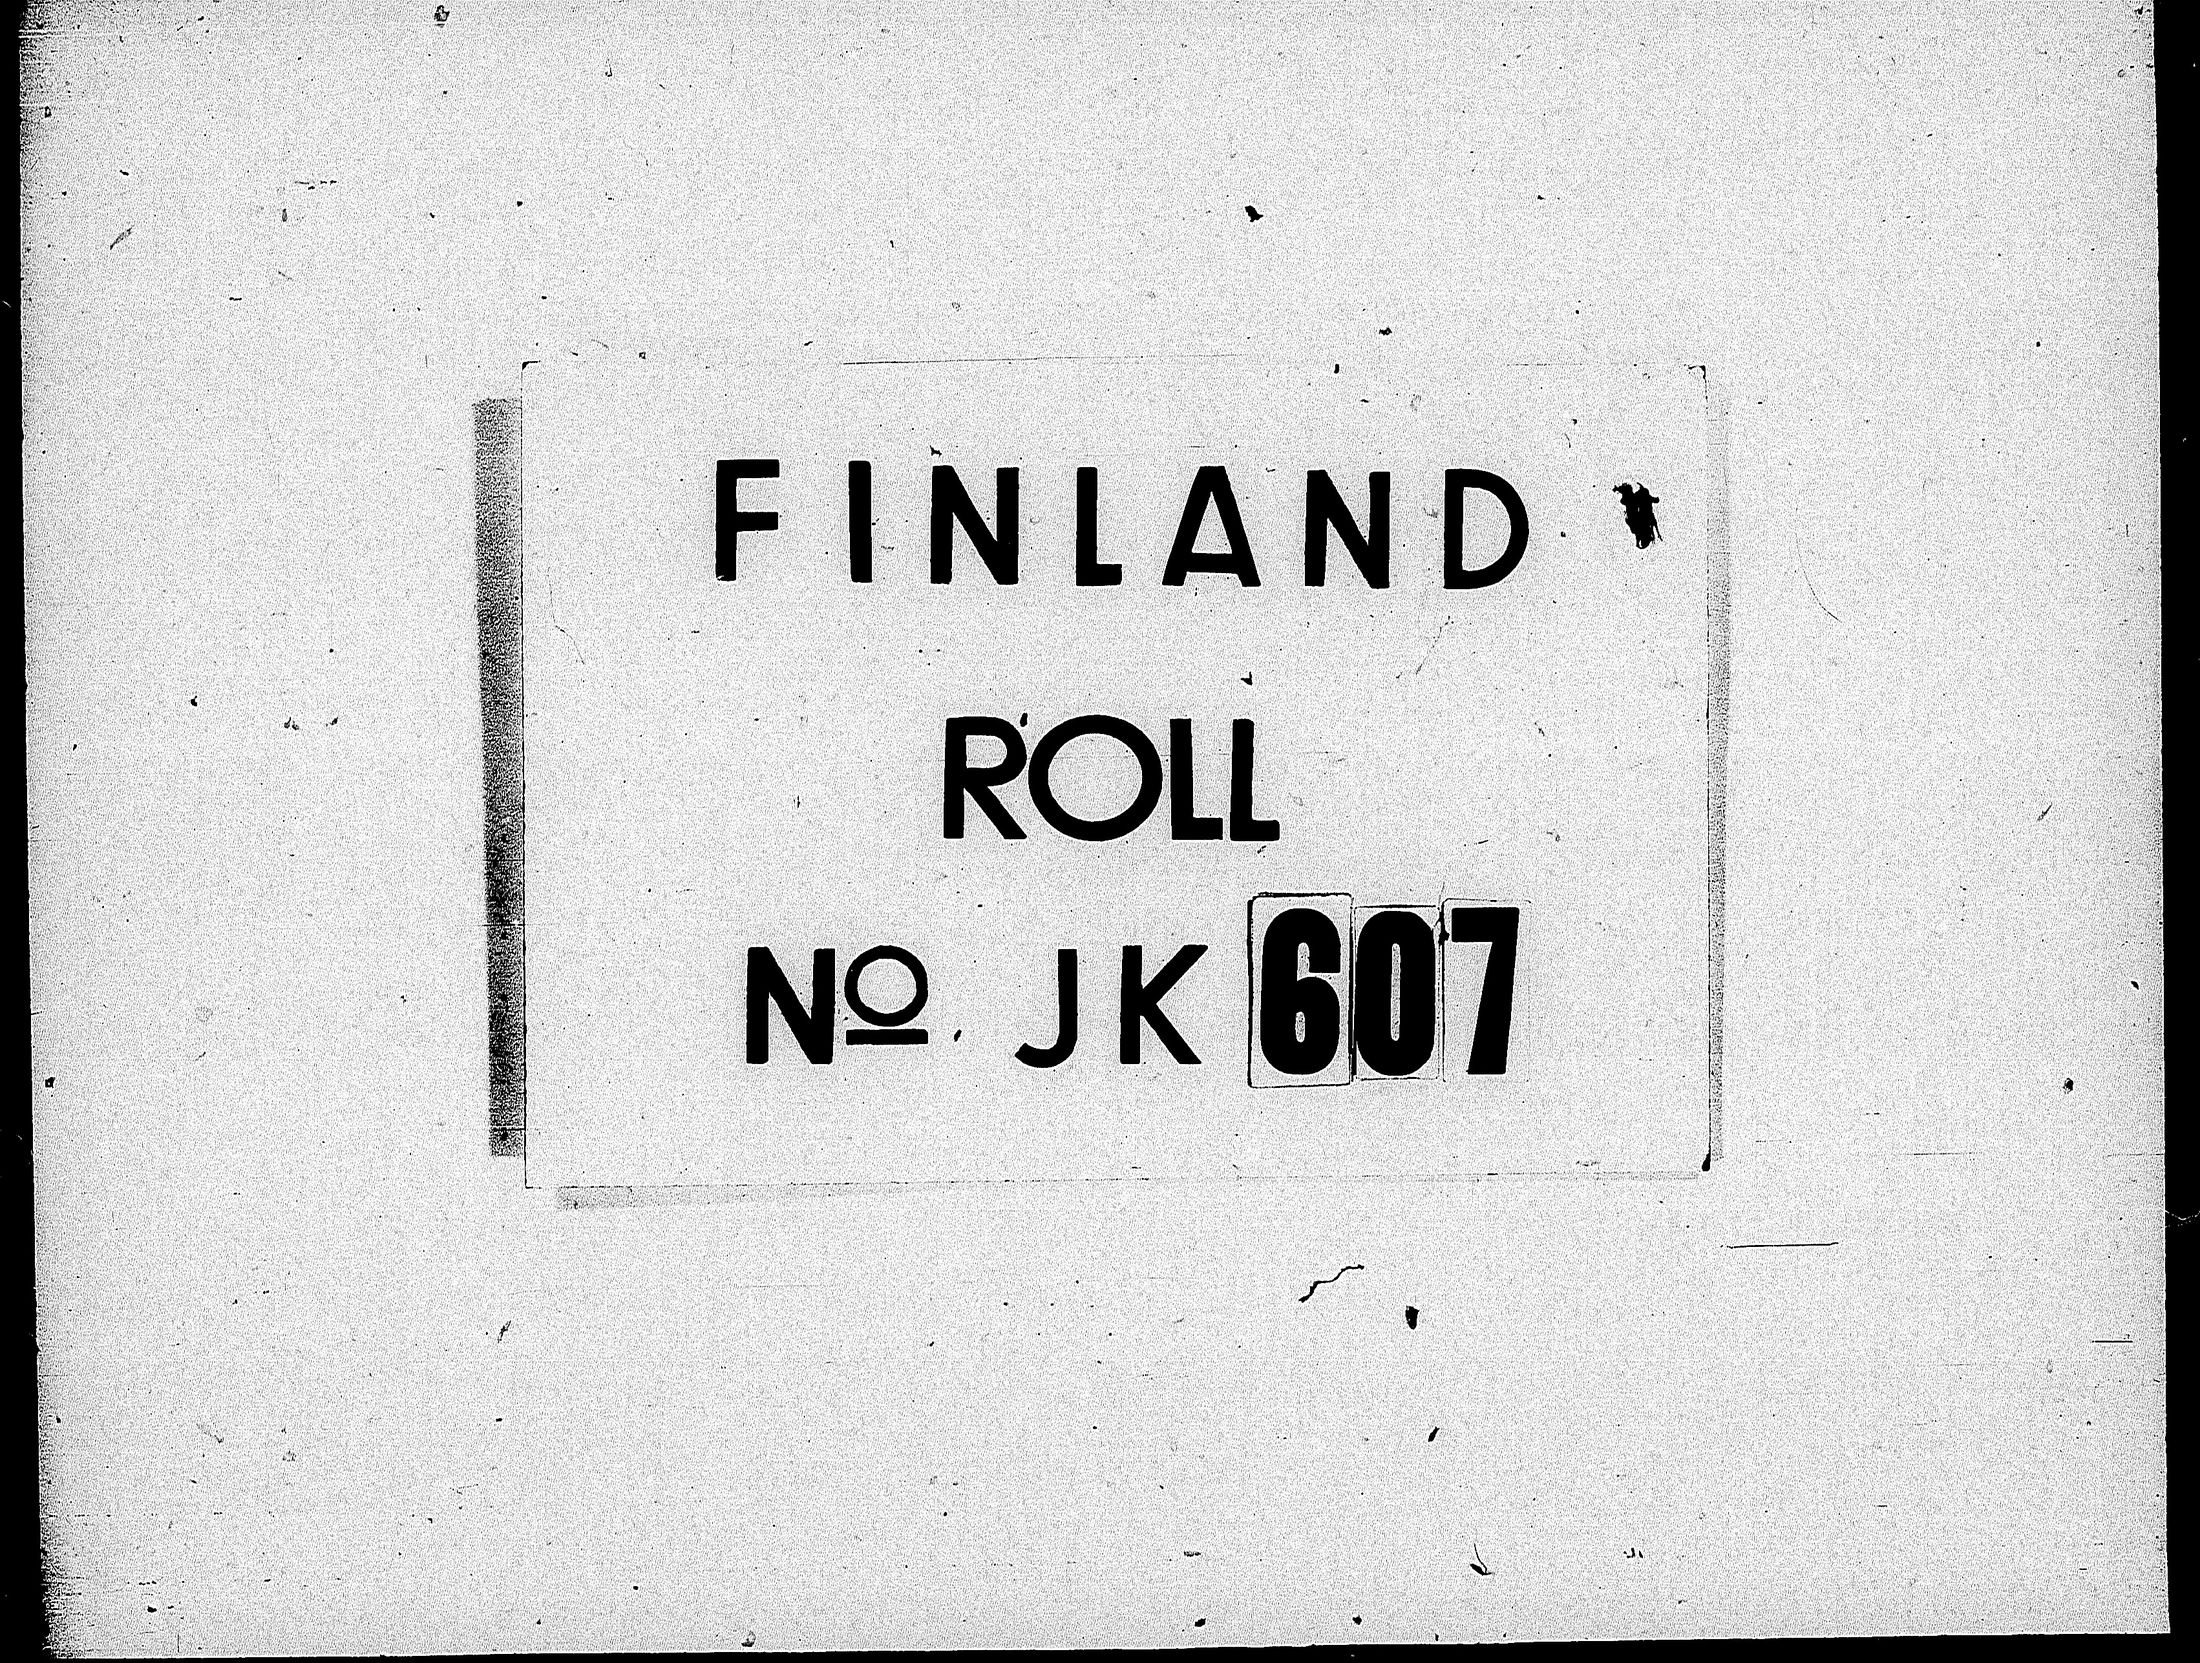 FINLAND
ROLL
Nº JK 607